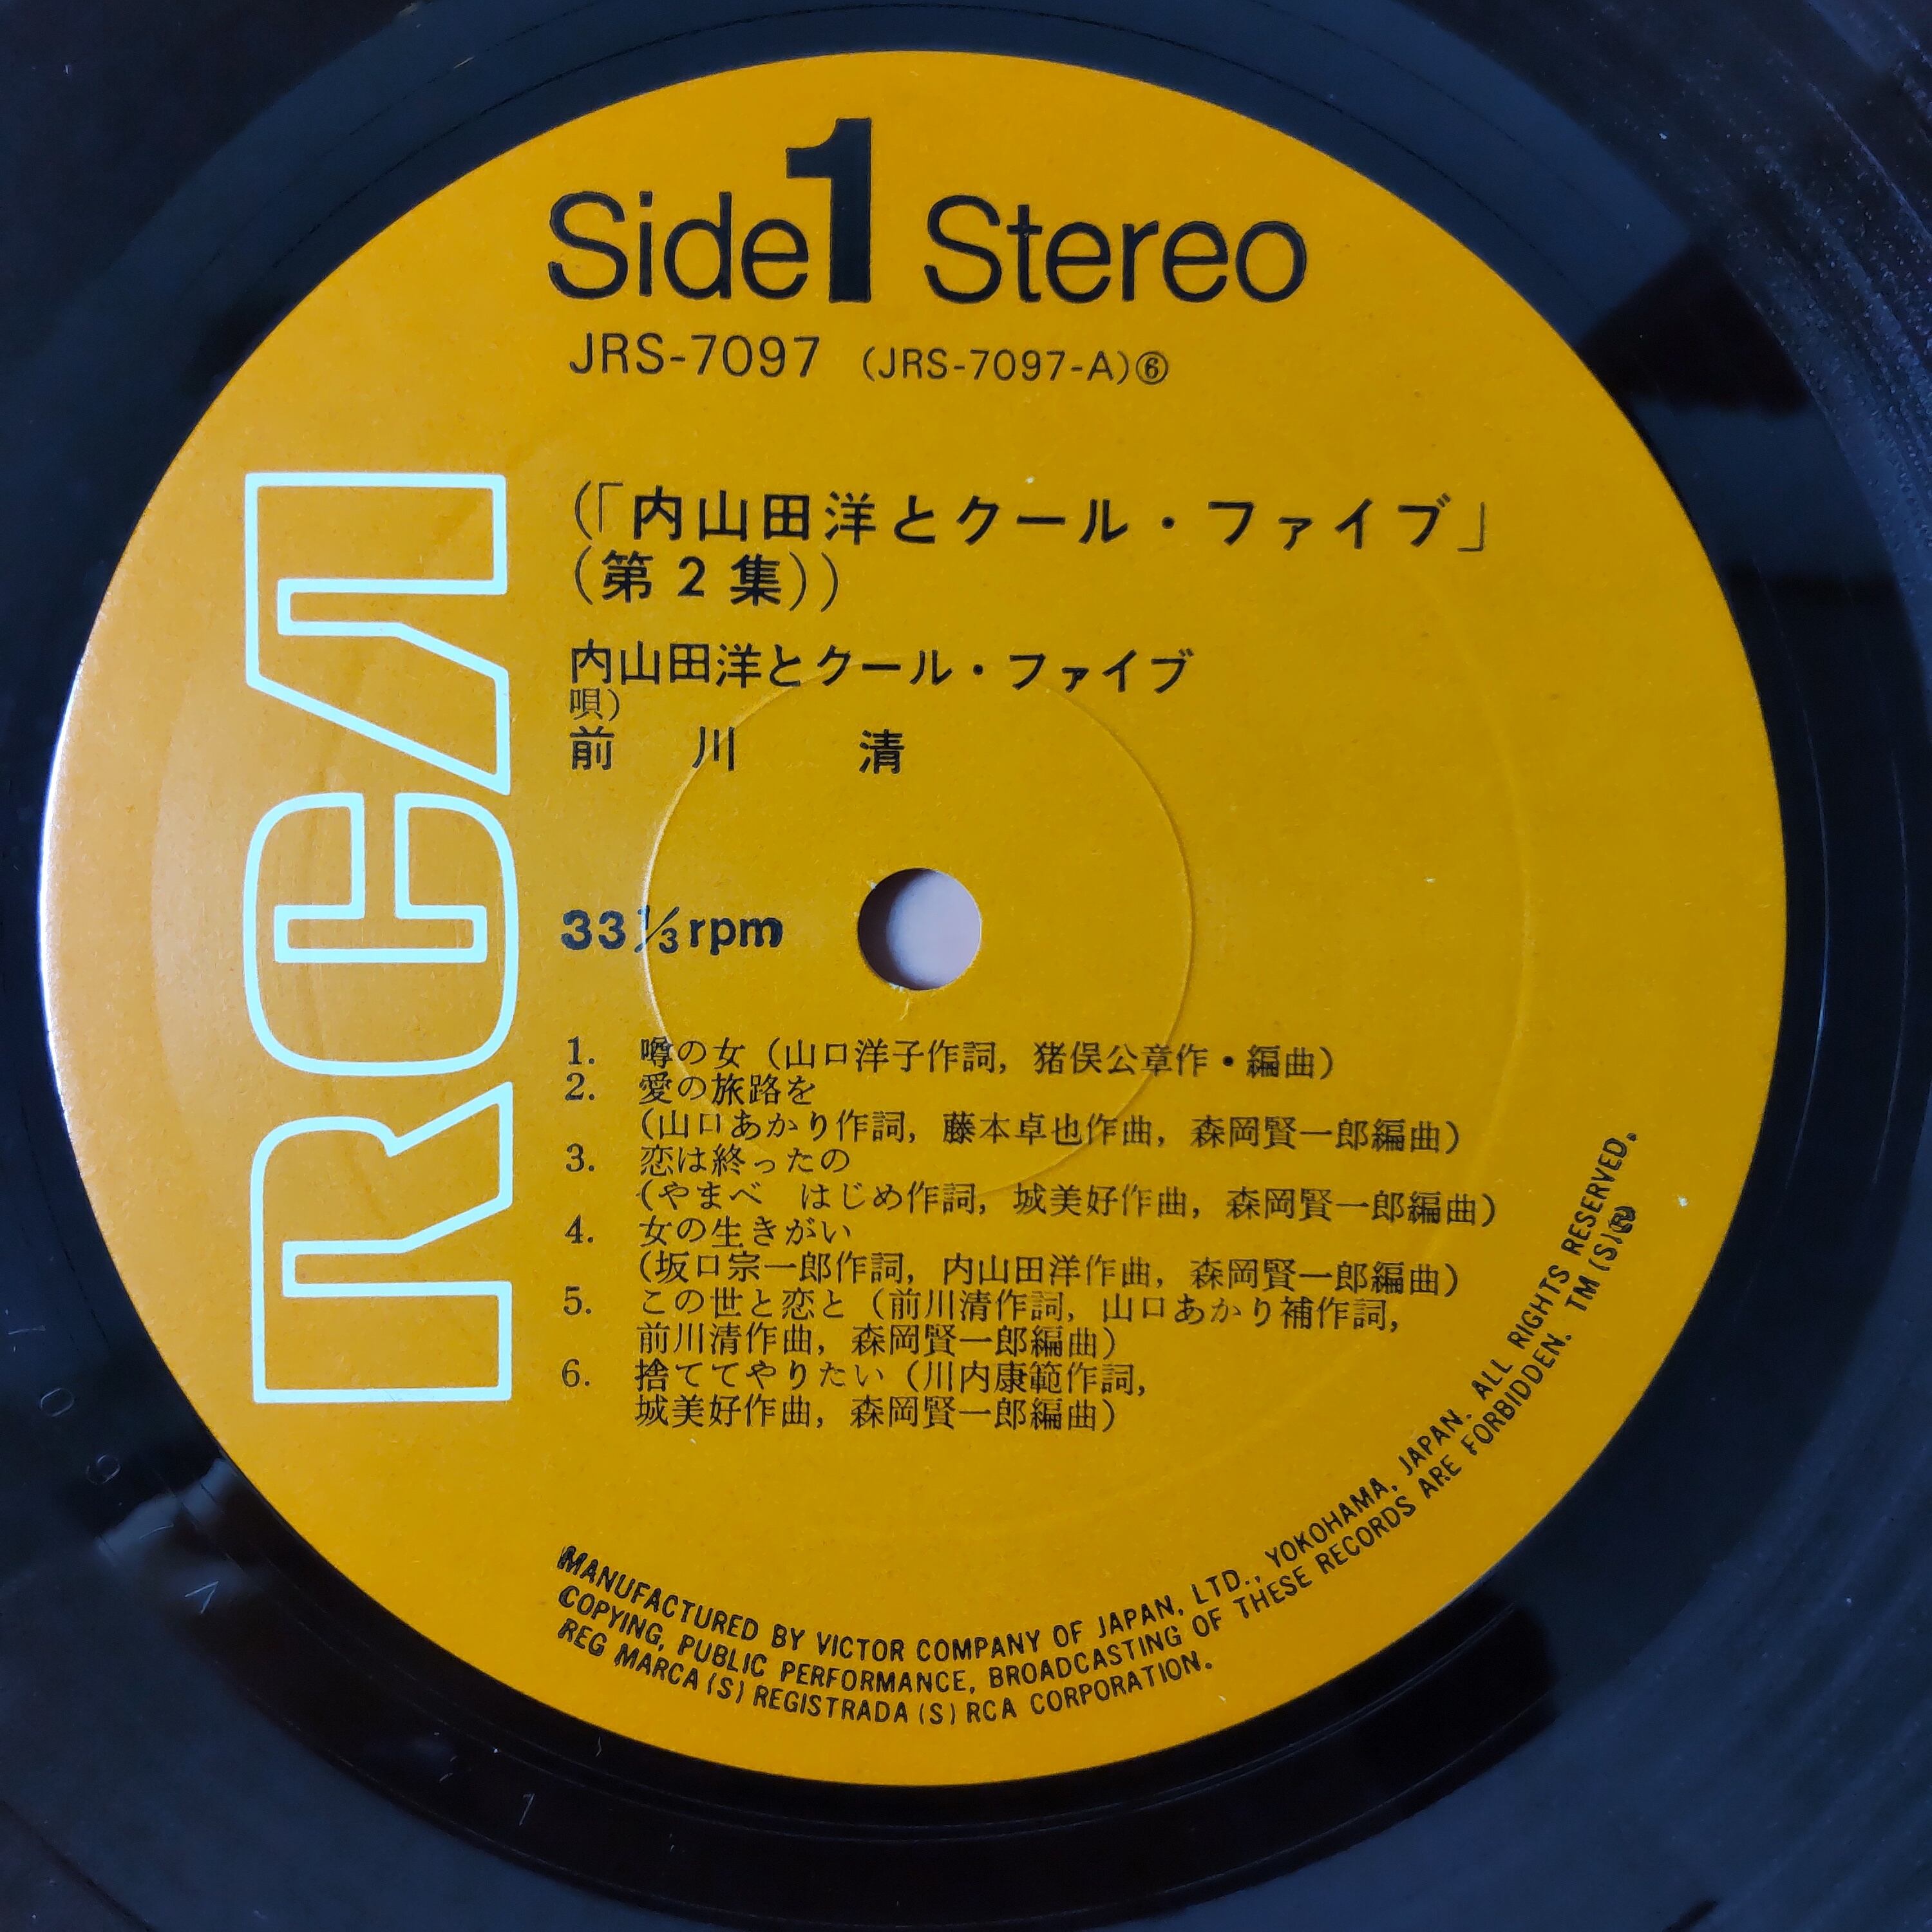 Side 1 Stereo
JRS-7097 (JRS-7097-A)⑥
(「内山田洋とクール・ファイブ」
(第2集))
内山田洋とクール・ファイブ
唄)
前 川 清
RCA
33 1/3 rpm
1. 噂の女 (山口洋子作詞, 猪俣公章作・編曲)
2. 愛の旅路を
(山口あかり作詞, 藤本卓也作曲, 森岡賢一郎編曲)
3. 恋は終ったの
(やまべ はじめ作詞, 城美好作曲, 森岡賢一郎編曲)
4. 女の生きがい
(坂口宗一郎作詞, 内山田洋作曲, 森岡賢一郎編曲)
5. この世と恋と (前川清作詞, 山口あかり補作詞,
前川清作曲, 森岡賢一郎編曲)
6. 捨ててやりたい (川内康範作詞,
城美好作曲, 森岡賢一郎編曲)
MANUFACTURED BY VICTOR COMPANY OF JAPAN, LTD., YOKOHAMA, JAPAN. ALL RIGHTS RESERVED.
COPYING, PUBLIC PERFORMANCE, BROADCASTING OF THESE RECORDS ARE FORBIDDEN. TM (S) ®
REG MARCA (S) REGISTRADA (S) RCA CORPORATION.